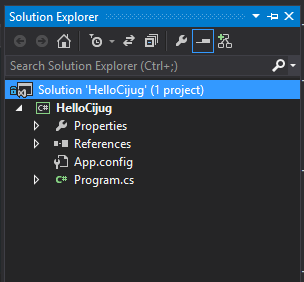 Solution Explorer
Search Solution Explorer (Ctrl+;)
Solution 'HelloCijug' (1 project)
C# HelloCijug
Properties
References
App.config
C# Program.cs